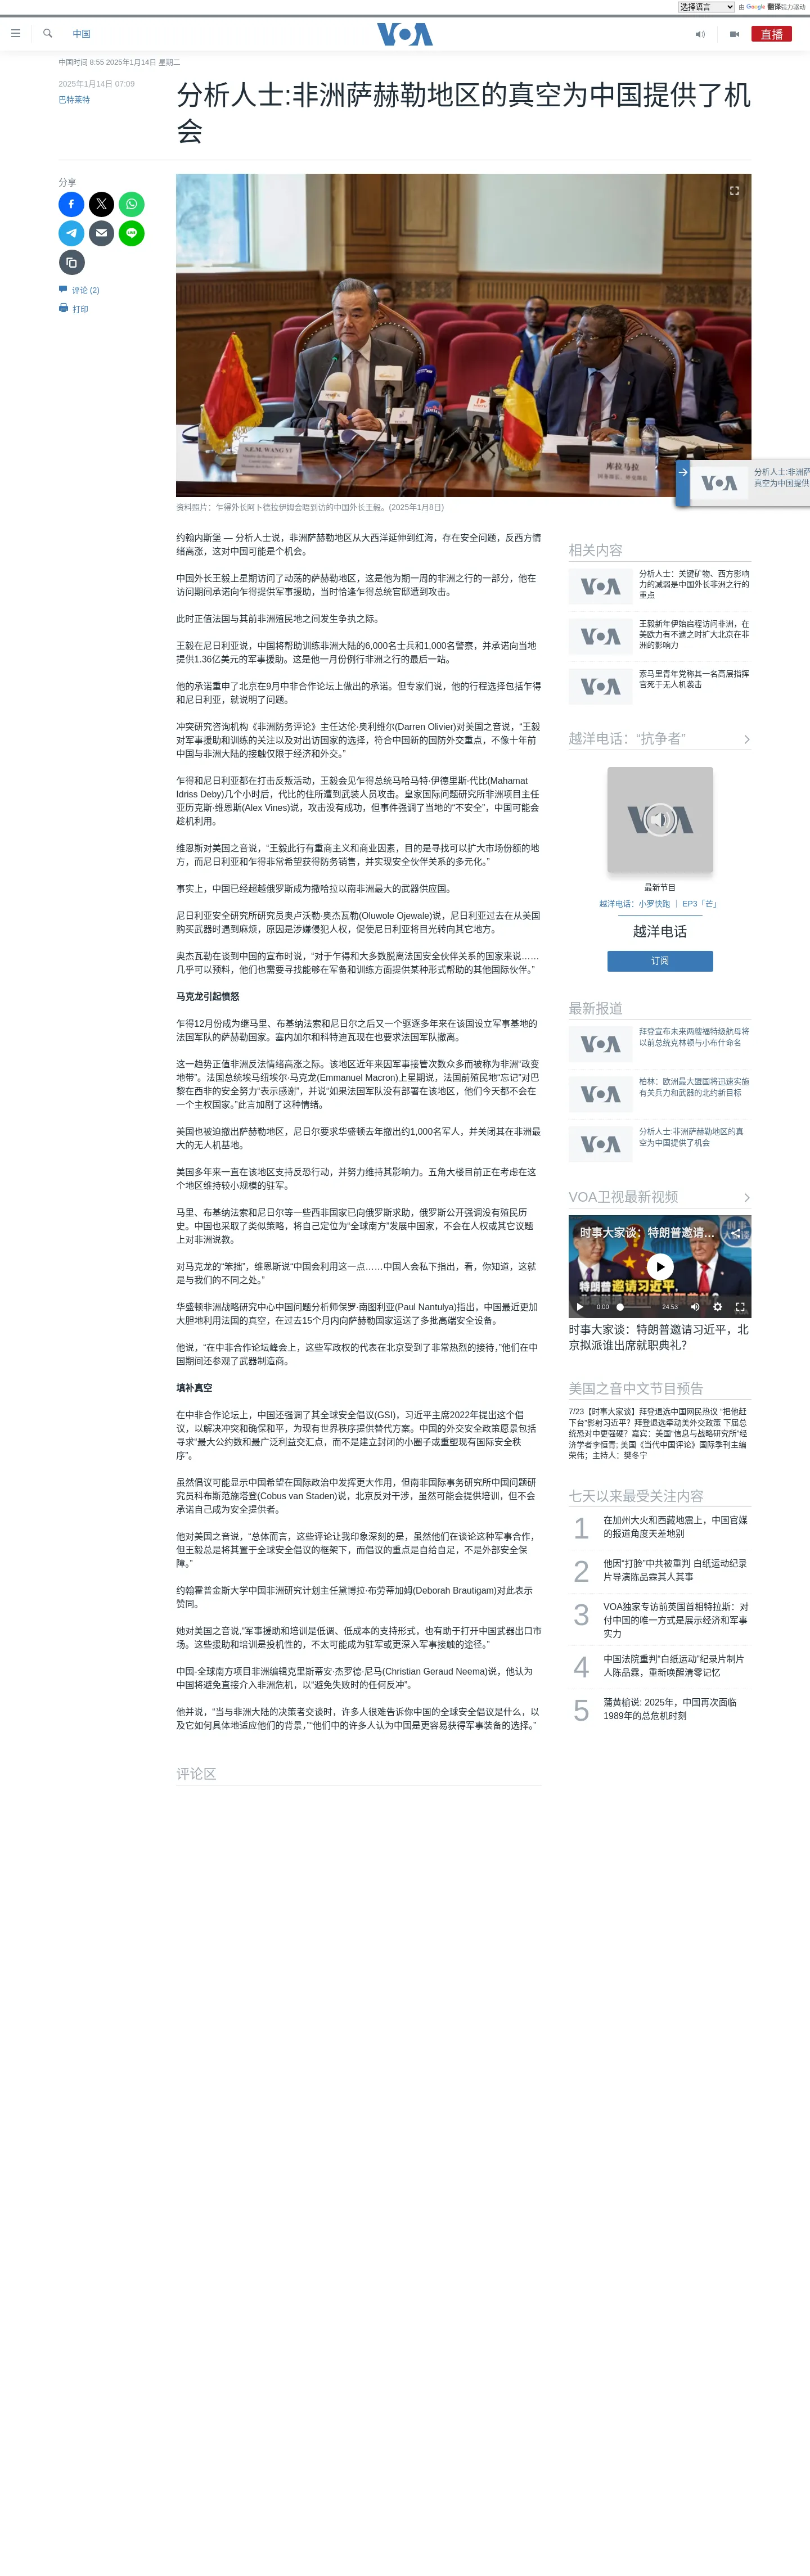 选择语言 由 Google 翻译强力驱动
中国
VOA
直播
中国时间 8:55 2025年1月14日 星期二
2025年1月14日 07:09
巴特莱特
分析人士:非洲萨赫勒地区的真空为中国提供了机
会
分享
评论 (2)
打印
S.E.M. WANG YI
库拉马拉
资料照片：乍得外长阿卜德拉伊姆会晤到访的中国外长王毅。(2025年1月8日)
分析人士:非洲萨
真空为中国提供
约翰内斯堡 — 分析人士说，非洲萨赫勒地区从大西洋延伸到红海，存在安全问题，反西方情
绪高涨，这对中国可能是个机会。
中国外长王毅上星期访问了动荡的萨赫勒地区，这是他为期一周的非洲之行的一部分，他在
访问期间承诺向乍得提供军事援助，当时恰逢乍得总统官邸遭到攻击。
此时正值法国与其前非洲殖民地之间发生争执之际。
王毅在尼日利亚说，中国将帮助训练非洲大陆的6,000名士兵和1,000名警察，并承诺向当地
提供1.36亿美元的军事援助。这是他一月份例行非洲之行的最后一站。
他的承诺重申了北京在9月中非合作论坛上做出的承诺。但专家们说，他的行程选择包括乍得
和尼日利亚，就说明了问题。
冲突研究咨询机构《非洲防务评论》主任达伦·奥利维尔(Darren Olivier)对美国之音说，“王毅
对军事援助和训练的关注以及对出访国家的选择，符合中国新的国防外交重点，不像十年前
中国与非洲大陆的接触仅限于经济和外交。”
乍得和尼日利亚都在打击反叛活动，王毅会见乍得总统马哈马特·伊德里斯·代比(Mahamat
Idriss Deby)几个小时后，代比的住所遭到武装人员攻击。皇家国际问题研究所非洲项目主任
亚历克斯·维恩斯(Alex Vines)说，攻击没有成功，但事件强调了当地的“不安全”，中国可能会
趁机利用。
维恩斯对美国之音说，“王毅此行有重商主义和商业因素，目的是寻找可以扩大市场份额的地
方，而尼日利亚和乍得非常希望获得防务销售，并实现安全伙伴关系的多元化。”
事实上，中国已经超越俄罗斯成为撒哈拉以南非洲最大的武器供应国。
尼日利亚安全研究所研究员奥卢沃勒·奥杰瓦勒(Oluwole Ojewale)说，尼日利亚过去在从美国
购买武器时遇到麻烦，原因是涉嫌侵犯人权，促使尼日利亚将目光转向其它地方。
奥杰瓦勒在谈到中国的宣布时说，“对于乍得和大多数脱离法国安全伙伴关系的国家来说……
几乎可以预料，他们也需要寻找能够在军备和训练方面提供某种形式帮助的其他国际伙伴。”
马克龙引起愤怒
乍得12月份成为继马里、布基纳法索和尼日尔之后又一个驱逐多年来在该国设立军事基地的
法国军队的萨赫勒国家。塞内加尔和科特迪瓦现在也要求法国军队撤离。
这一趋势正值非洲反法情绪高涨之际。该地区近年来因军事接管次数众多而被称为非洲“政变
地带”。法国总统埃马纽埃尔·马克龙(Emmanuel Macron)上星期说，法国前殖民地“忘记”对巴
黎在西非的安全努力“表示感谢”，并说“如果法国军队没有部署在该地区，他们今天都不会在
一个主权国家。”此言加剧了这种情绪。
美国也被迫撤出萨赫勒地区，尼日尔要求华盛顿去年撤出约1,000名军人，并关闭其在非洲最
大的无人机基地。
美国多年来一直在该地区支持反恐行动，并努力维持其影响力。五角大楼目前正在考虑在这
个地区维持较小规模的驻军。
马里、布基纳法索和尼日尔等一些西非国家已向俄罗斯求助，俄罗斯公开强调没有殖民历
史。中国也采取了类似策略，将自己定位为“全球南方”发展中国家，不会在人权或其它议题
上对非洲说教。
对马克龙的“笨拙”，维恩斯说“中国会利用这一点……中国人会私下指出，看，你知道，这就
是与我们的不同之处。”
华盛顿非洲战略研究中心中国问题分析师保罗·南图利亚(Paul Nantulya)指出，中国最近更加
大胆地利用法国的真空，在过去15个月内向萨赫勒国家运送了多批高端安全设备。
他说，“在中非合作论坛峰会上，这些军政权的代表在北京受到了非常热烈的接待，”他们在中
国期间还参观了武器制造商。
填补真空
在中非合作论坛上，中国还强调了其全球安全倡议(GSI)，习近平主席2022年提出这个倡
议，以解决冲突和确保和平，为现有世界秩序提供替代方案。中国的外交安全政策愿景包括
寻求“最大公约数和最广泛利益交汇点，而不是建立封闭的小圈子或重塑现有国际安全秩
序”。
虽然倡议可能显示中国希望在国际政治中发挥更大作用，但南非国际事务研究所中国问题研
究员科布斯范施塔登(Cobus van Staden)说，北京反对干涉，虽然可能会提供培训，但不会
承诺自己成为安全提供者。
他对美国之音说，“总体而言，这些评论让我印象深刻的是，虽然他们在谈论这种军事合作，
但王毅总是将其置于全球安全倡议的框架下，而倡议的重点是自给自足，不是外部安全保
障。”
约翰霍普金斯大学中国非洲研究计划主任黛博拉·布劳蒂加姆(Deborah Brautigam)对此表示
赞同。
她对美国之音说,“军事援助和培训是低调、低成本的支持形式，也有助于打开中国武器出口市
场。这些援助和培训是投机性的，不太可能成为驻军或更深入军事接触的途径。”
中国-全球南方项目非洲编辑克里斯蒂安·杰罗德·尼马(Christian Geraud Neema)说，他认为
中国将避免直接介入非洲危机，以“避免失败时的任何反冲”。
他并说，“当与非洲大陆的决策者交谈时，许多人很难告诉你中国的全球安全倡议是什么，以
及它如何具体地适应他们的背景，”“他们中的许多人认为中国是更容易获得军事装备的选择。”
评论区
相关内容
分析人士：关键矿物、西方影响
力的减弱是中国外长非洲之行的
重点
王毅新年伊始启程访问非洲，在
美欧力有不逮之时扩大北京在非
洲的影响力
索马里青年党称其一名高层指挥
官死于无人机袭击
越洋电话：“抗争者”
最新节目
越洋电话：小罗快跑 ｜ EP3「芒」
越洋电话
订阅
最新报道
拜登宣布未来两艘福特级航母将
以前总统克林顿与小布什命名
柏林：欧洲最大盟国将迅速实施
有关兵力和武器的北约新目标
分析人士:非洲萨赫勒地区的真
空为中国提供了机会
VOA卫视最新视频
时事大家谈：特朗普邀请…
特朗普邀请习近平,
0:00 24:53
时事大家谈：特朗普邀请习近平，北
京拟派谁出席就职典礼？
美国之音中文节目预告
7/23【时事大家谈】拜登退选中国网民热议 “把他赶
下台”影射习近平？拜登退选牵动美外交政策 下届总
统恐对中更强硬？嘉宾：美国“信息与战略研究所”经
济学者李恒青; 美国《当代中国评论》国际季刊主编
荣伟；主持人：樊冬宁
七天以来最受关注内容
1 在加州大火和西藏地震上，中国官媒
的报道角度天差地别
2 他因“打脸”中共被重判 白纸运动纪录
片导演陈品霖其人其事
3 VOA独家专访前英国首相特拉斯：对
付中国的唯一方式是展示经济和军事
实力
4 中国法院重判“白纸运动”纪录片制片
人陈品霖，重新唤醒清零记忆
5 蒲黄榆说: 2025年，中国再次面临
1989年的总危机时刻